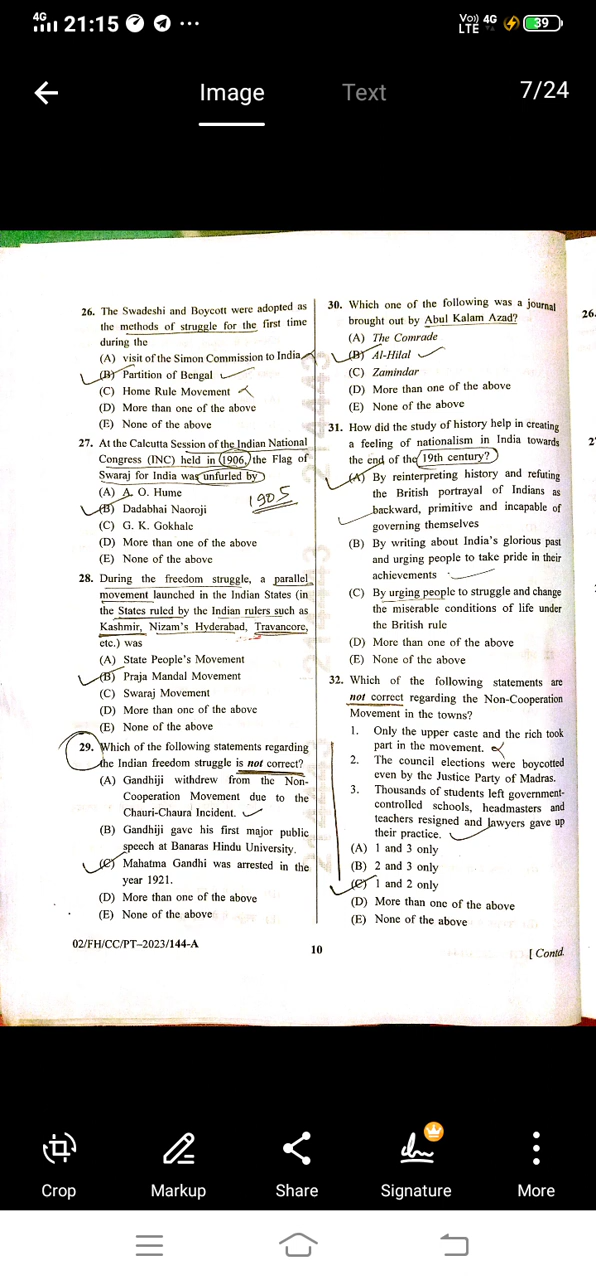 4G 21:15 ...
Vo)) LTE 4G 39
Image Text 7/24
26. The Swadeshi and Boycott were adopted as
the methods of struggle for the first time
during the
(A) visit of the Simon Commission to India
(B) Partition of Bengal
(C) Home Rule Movement
(D) More than one of the above
(E) None of the above
27. At the Calcutta Session of the Indian National
Congress (INC) held in 1906, the Flag of
Swaraj for India was unfurled by
(A) A. O. Hume
1905
(B) Dadabhai Naoroji
(C) G. K. Gokhale
(D) More than one of the above
(E) None of the above
28. During the freedom struggle, a parallel
movement launched in the Indian States (in
the States ruled by the Indian rulers such as
Kashmir, Nizam's Hyderabad, Travancore,
etc.) was
(A) State People's Movement
(B) Praja Mandal Movement
(C) Swaraj Movement
(D) More than one of the above
(E) None of the above
29. Which of the following statements regarding
the Indian freedom struggle is not correct?
(A) Gandhiji withdrew from the Non-
Cooperation Movement due to the
Chauri-Chaura Incident.
(B) Gandhiji gave his first major public
speech at Banaras Hindu University.
(C) Mahatma Gandhi was arrested in the
year 1921.
(D) More than one of the above
(E) None of the above
30. Which one of the following was a journal
brought out by Abul Kalam Azad?
(A) The Comrade
(B) Al-Hilal
(C) Zamindar
(D) More than one of the above
(E) None of the above
31. How did the study of history help in creating
a feeling of nationalism in India towards
the end of the 19th century?
(A) By reinterpreting history and refuting
the British portrayal of Indians as
backward, primitive and incapable of
governing themselves
(B) By writing about India's glorious past
and urging people to take pride in their
achievements
(C) By urging people to struggle and change
the miserable conditions of life under
the British rule
(D) More than one of the above
(E) None of the above
32. Which of the following statements are
not correct regarding the Non-Cooperation
Movement in the towns?
1. Only the upper caste and the rich took
part in the movement.
2. The council elections were boycotted
even by the Justice Party of Madras.
3. Thousands of students left government-
controlled schools, headmasters and
teachers resigned and lawyers gave up
their practice.
(A) 1 and 3 only
(B) 2 and 3 only
(C) 1 and 2 only
(D) More than one of the above
(E) None of the above
214443
214443
214443
26.
02/FH/CC/PT–2023/144-A
10
[ Contd.
Crop Markup Share Signature More